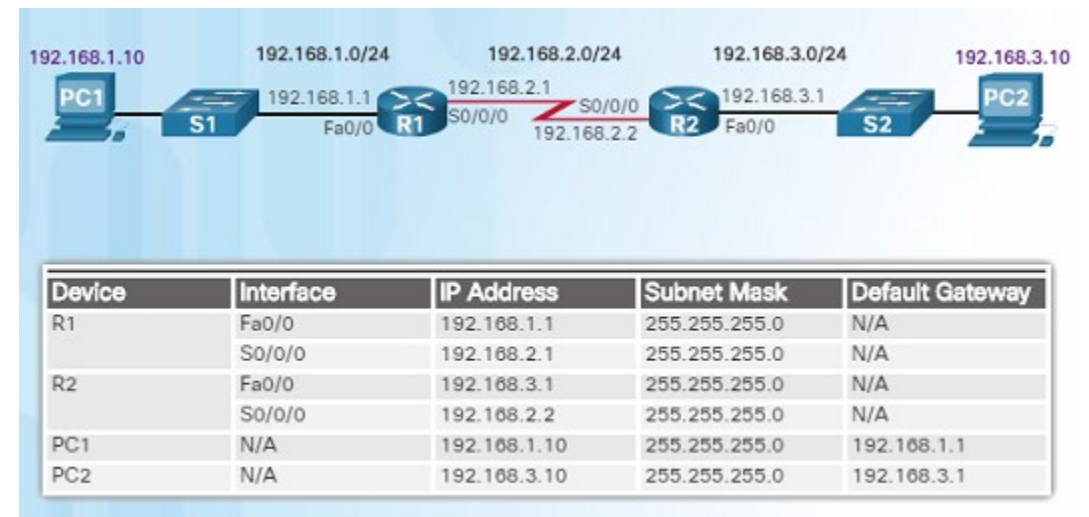 192.168.1.10 192.168.1.0/24 192.168.2.0/24 192.168.3.0/24 192.168.3.10
PC1 S1 192.168.1.1 Fa0/0 R1 192.168.2.1 S0/0/0 S0/0/0 192.168.2.2 R2 192.168.3.1 Fa0/0 S2 PC2
Device Interface IP Address Subnet Mask Default Gateway
R1 Fa0/0 192.168.1.1 255.255.255.0 N/A
S0/0/0 192.168.2.1 255.255.255.0 N/A
R2 Fa0/0 192.168.3.1 255.255.255.0 N/A
S0/0/0 192.168.2.2 255.255.255.0 N/A
PC1 N/A 192.168.1.10 255.255.255.0 192.168.1.1
PC2 N/A 192.168.3.10 255.255.255.0 192.168.3.1